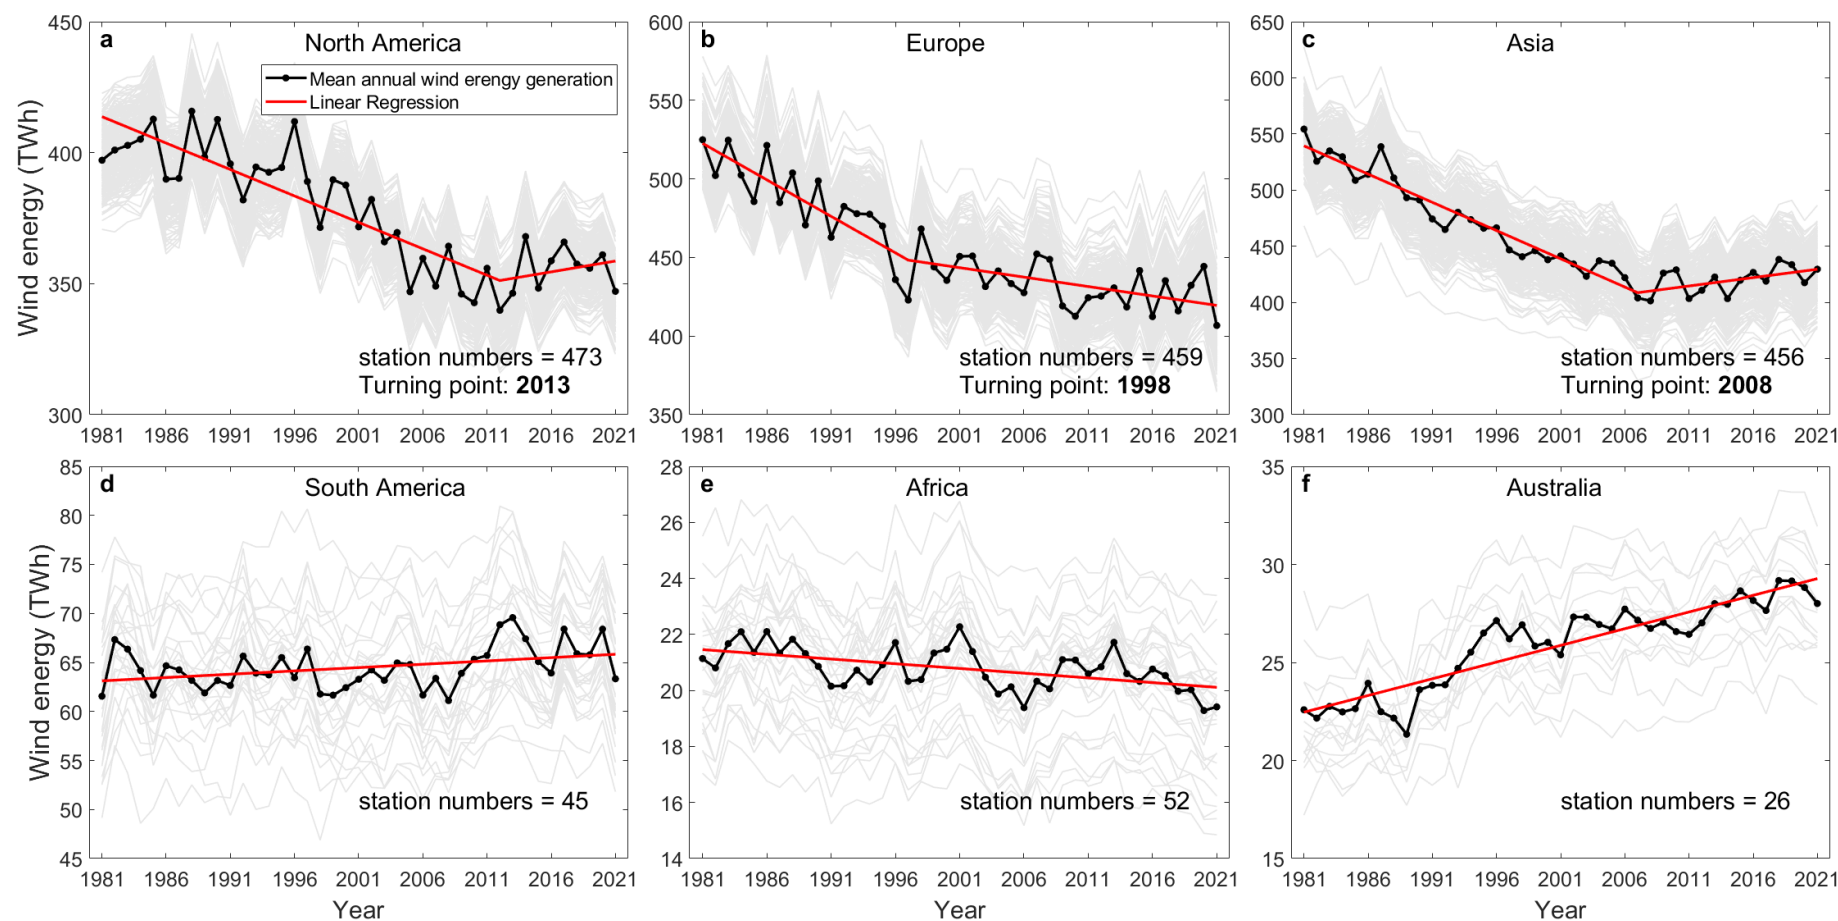 a
North America
Mean annual wind erengy generation
Linear Regression
station numbers = 473
Turning point: 2013
Wind energy (TWh)
450
400
350
300
1981 1986 1991 1996 2001 2006 2011 2016 2021
b
Europe
station numbers = 459
Turning point: 1998
600
550
500
450
400
350
1981 1986 1991 1996 2001 2006 2011 2016 2021
c
Asia
station numbers = 456
Turning point: 2008
650
600
550
500
450
400
350
300
1981 1986 1991 1996 2001 2006 2011 2016 2021
d
South America
station numbers = 45
Wind energy (TWh)
85
80
75
70
65
60
55
50
45
1981 1986 1991 1996 2001 2006 2011 2016 2021
Year
e
Africa
station numbers = 52
28
26
24
22
20
18
16
14
1981 1986 1991 1996 2001 2006 2011 2016 2021
Year
f
Australia
station numbers = 26
35
30
25
20
15
1981 1986 1991 1996 2001 2006 2011 2016 2021
Year